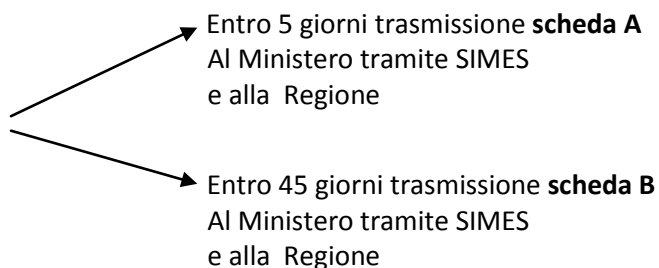 Entro 5 giorni trasmissione scheda A
Al Ministero tramite SIMES
e alla Regione
Entro 45 giorni trasmissione scheda B
Al Ministero tramite SIMES
e alla Regione